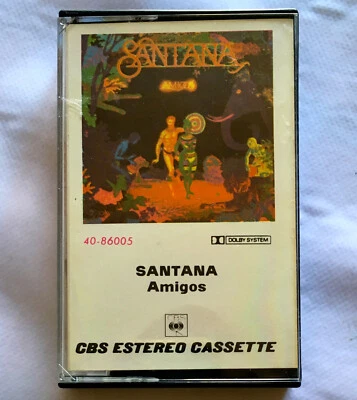 SANTANA
AMIGOS
40-86005
DOLBY SYSTEM
SANTANA
Amigos
CBS
CBS ESTEREO CASSETTE